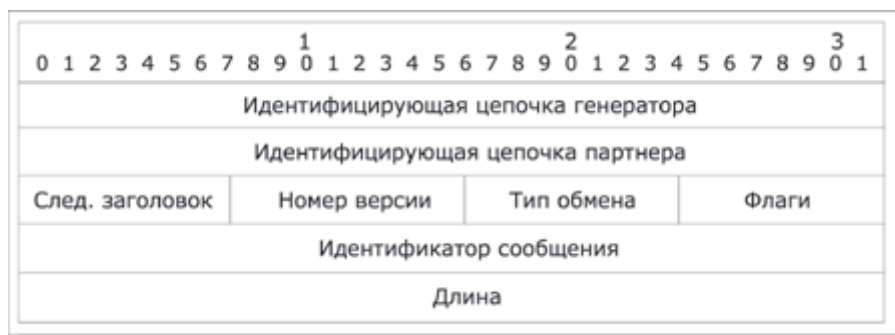 1 2 3
0 1 2 3 4 5 6 7 8 9 0 1 2 3 4 5 6 7 8 9 0 1 2 3 4 5 6 7 8 9 0 1
Идентифицирующая цепочка генератора
Идентифицирующая цепочка партнера
След. заголовок Номер версии Тип обмена Флаги
Идентификатор сообщения
Длина